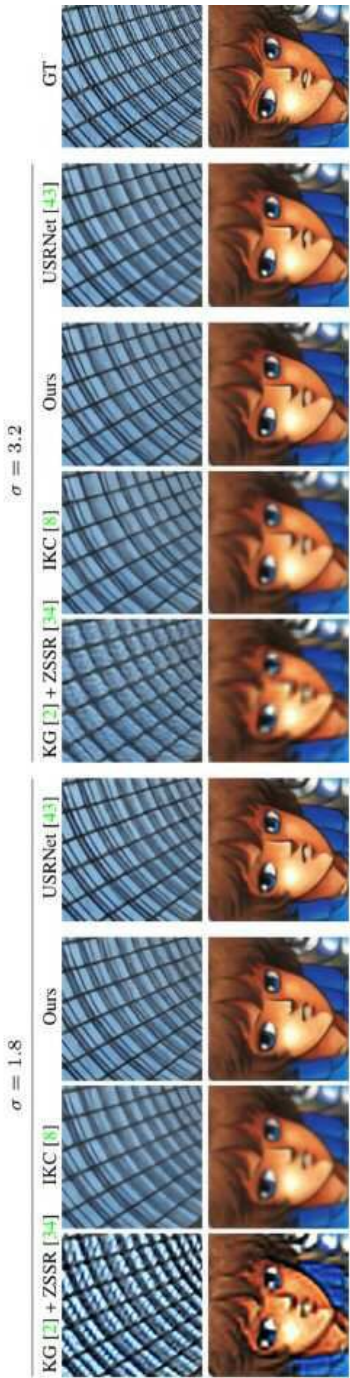 σ = 1.8
σ = 3.2
KG [2] + ZSSR [34]
IKC [8]
Ours
USRNet [43]
KG [2] + ZSSR [34]
IKC [8]
Ours
USRNet [43]
GT